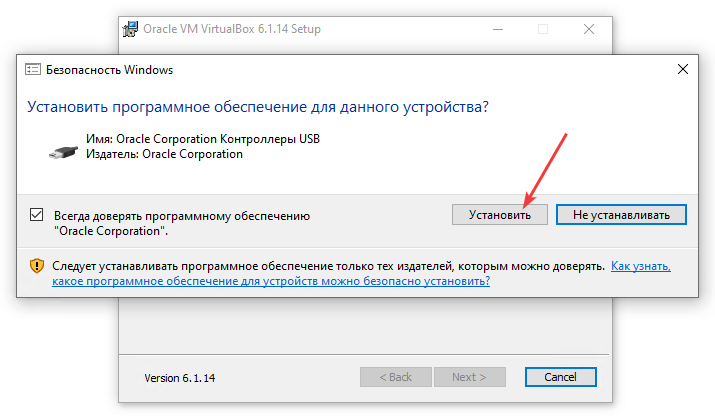 Oracle VM VirtualBox 6.1.14 Setup
Безопасность Windows
Установить программное обеспечение для данного устройства?
Имя: Oracle Corporation Контроллеры USB
Издатель: Oracle Corporation
Всегда доверять программному обеспечению
"Oracle Corporation".
Установить
Не устанавливать
Следует устанавливать программное обеспечение только тех издателей, которым можно доверять. Как узнать,
какое программное обеспечение для устройств можно безопасно установить?
Version 6.1.14
< Back
Next >
Cancel